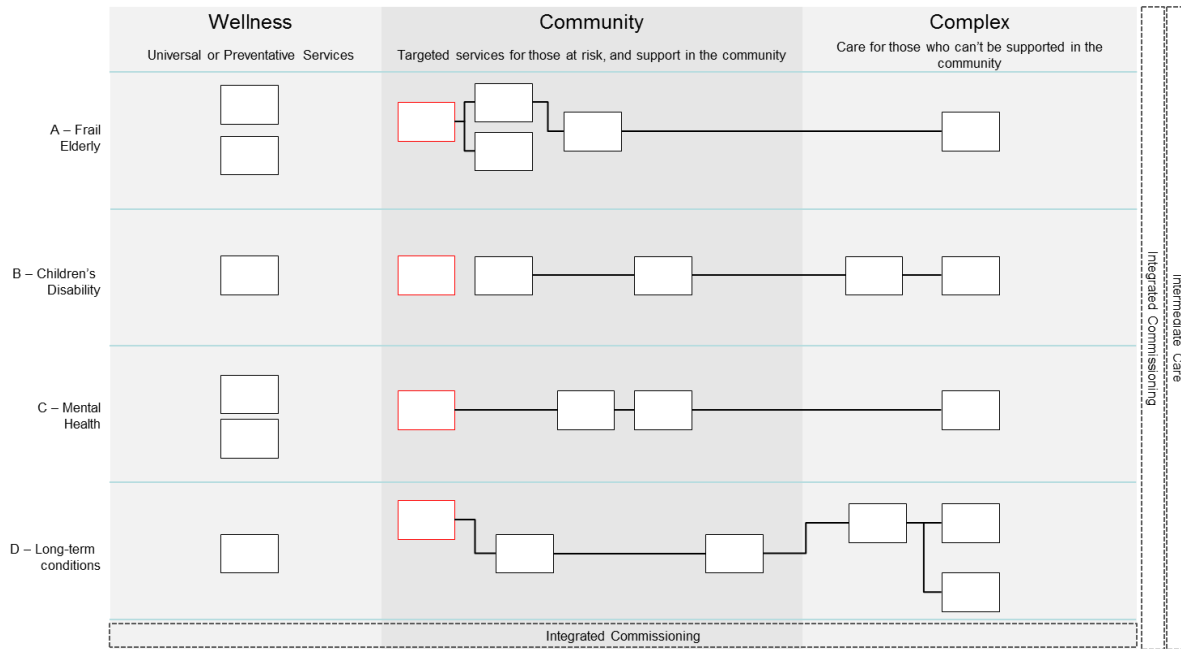 Wellness
Community
Complex
Universal or Preventative Services
Targeted services for those at risk, and support in the community
Care for those who can't be supported in the
community
A – Frail
Elderly
B – Children's
Disability
C – Mental
Health
D – Long-term
conditions
Integrated Commissioning
Integrated Commissioning
Intermediate Care